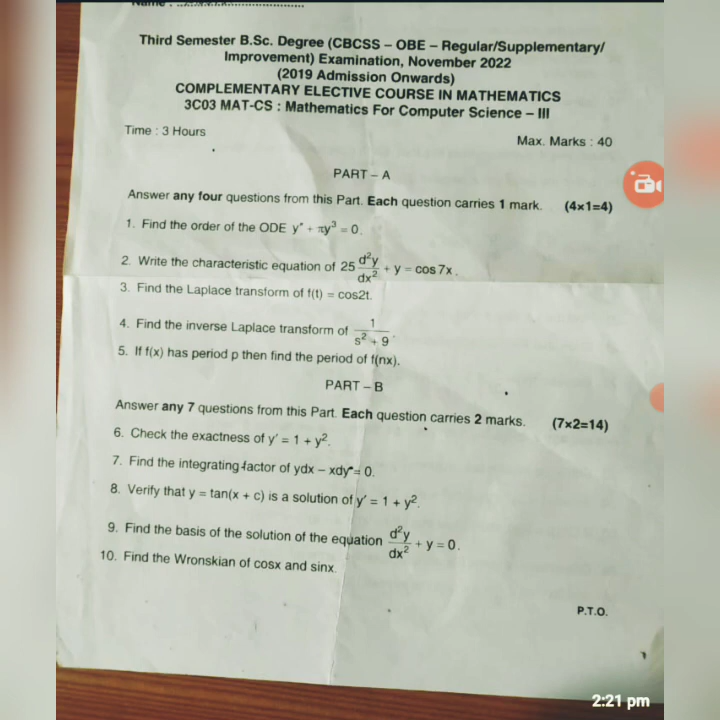 Name :
Third Semester B.Sc. Degree (CBCSS – OBE – Regular/Supplementary/
Improvement) Examination, November 2022
(2019 Admission Onwards)
COMPLEMENTARY ELECTIVE COURSE IN MATHEMATICS
3C03 MAT-CS : Mathematics For Computer Science – III
Time : 3 Hours
Max. Marks : 40
PART – A
Answer any four questions from this Part. Each question carries 1 mark. (4×1=4)
1. Find the order of the ODE y″ + πy³ = 0.
2. Write the characteristic equation of 25 d²y/dx² + y = cos 7x.
3. Find the Laplace transform of f(t) = cos2t.
4. Find the inverse Laplace transform of 1/(s² + 9).
5. If f(x) has period p then find the period of f(nx).
PART – B
Answer any 7 questions from this Part. Each question carries 2 marks. (7×2=14)
6. Check the exactness of y′ = 1 + y².
7. Find the integrating factor of ydx – xdy = 0.
8. Verify that y = tan(x + c) is a solution of y′ = 1 + y².
9. Find the basis of the solution of the equation d²y/dx² + y = 0.
10. Find the Wronskian of cosx and sinx.
P.T.O.
2:21 pm